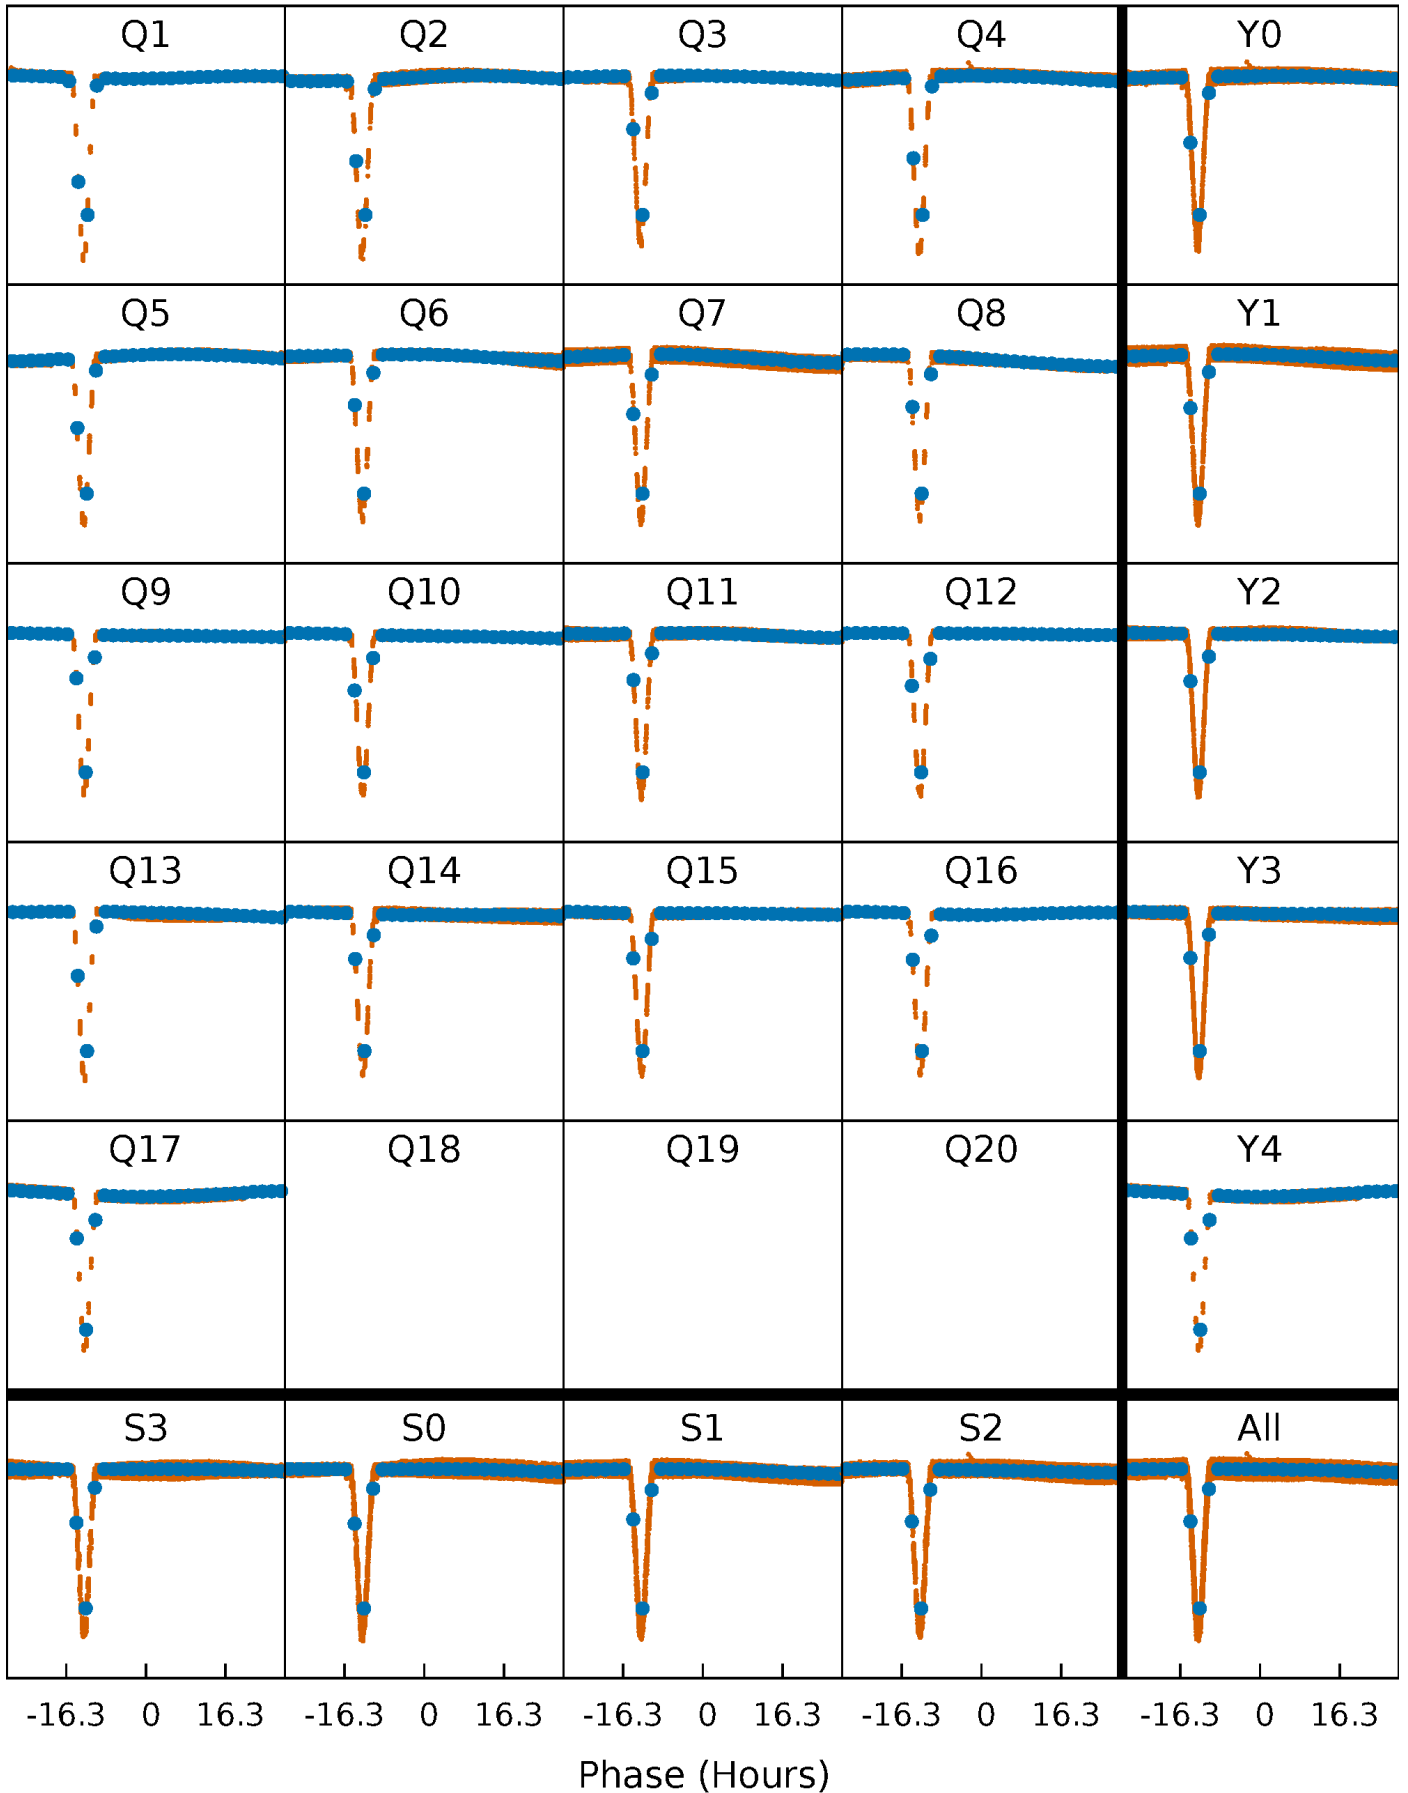 Q1 Q2 Q3 Q4 Y0
Q5 Q6 Q7 Q8 Y1
Q9 Q10 Q11 Q12 Y2
Q13 Q14 Q15 Q16 Y3
Q17 Q18 Q19 Q20 Y4
S3 S0 S1 S2 All
-16.3 0 16.3 -16.3 0 16.3 -16.3 0 16.3 -16.3 0 16.3 -16.3 0 16.3
Phase (Hours)